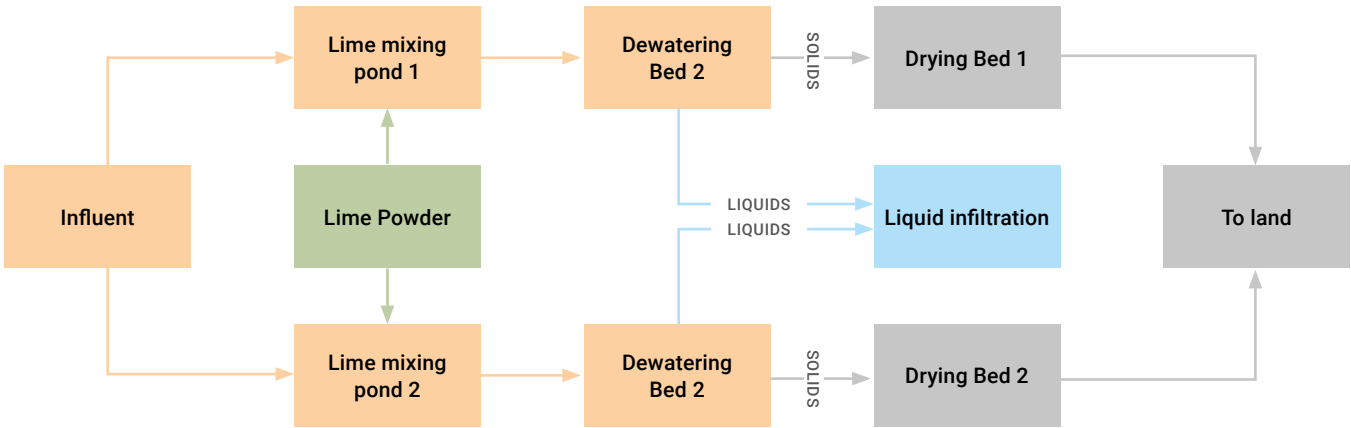 Lime mixing
pond 1
Dewatering
Bed 2
SOLIDS
Drying Bed 1
Influent
Lime Powder
LIQUIDS
LIQUIDS
Liquid infiltration
To land
Lime mixing
pond 2
Dewatering
Bed 2
SOLIDS
Drying Bed 2